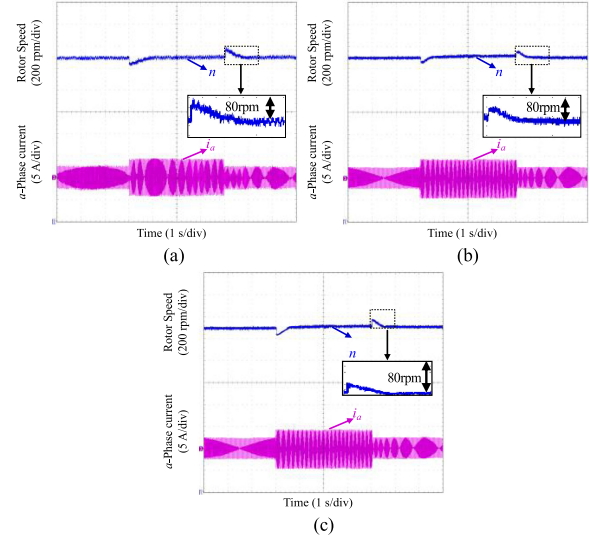 Rotor Speed
(200 rpm/div)
n
80rpm
a-Phase current
(5 A/div)
iₐ
Time (1 s/div)
(a)
Rotor Speed
(200 rpm/div)
n
80rpm
a-Phase current
(5 A/div)
iₐ
Time (1 s/div)
(b)
Rotor Speed
(200 rpm/div)
n
80rpm
a-Phase current
(5 A/div)
iₐ
Time (1 s/div)
(c)